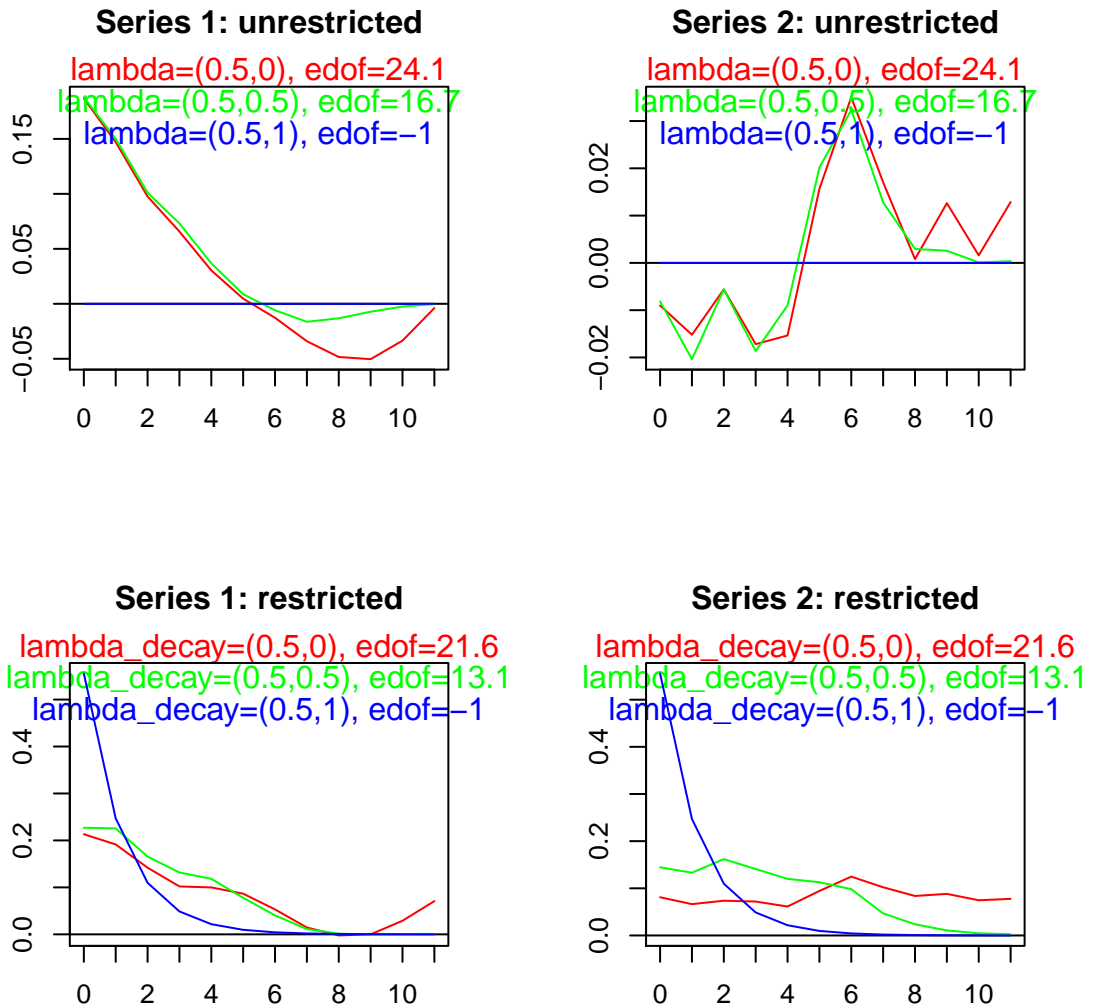 Series 1: unrestricted
lambda=(0.5,0), edof=24.1
lambda=(0.5,0.5), edof=16.7
lambda=(0.5,1), edof=−1
0.15
0.05
−0.05
0 2 4 6 8 10
Series 2: unrestricted
lambda=(0.5,0), edof=24.1
lambda=(0.5,0.5), edof=16.7
lambda=(0.5,1), edof=−1
0.02
0.00
−0.02
0 2 4 6 8 10
Series 1: restricted
lambda_decay=(0.5,0), edof=21.6
lambda_decay=(0.5,0.5), edof=13.1
lambda_decay=(0.5,1), edof=−1
0.4
0.2
0.0
0 2 4 6 8 10
Series 2: restricted
lambda_decay=(0.5,0), edof=21.6
lambda_decay=(0.5,0.5), edof=13.1
lambda_decay=(0.5,1), edof=−1
0.4
0.2
0.0
0 2 4 6 8 10